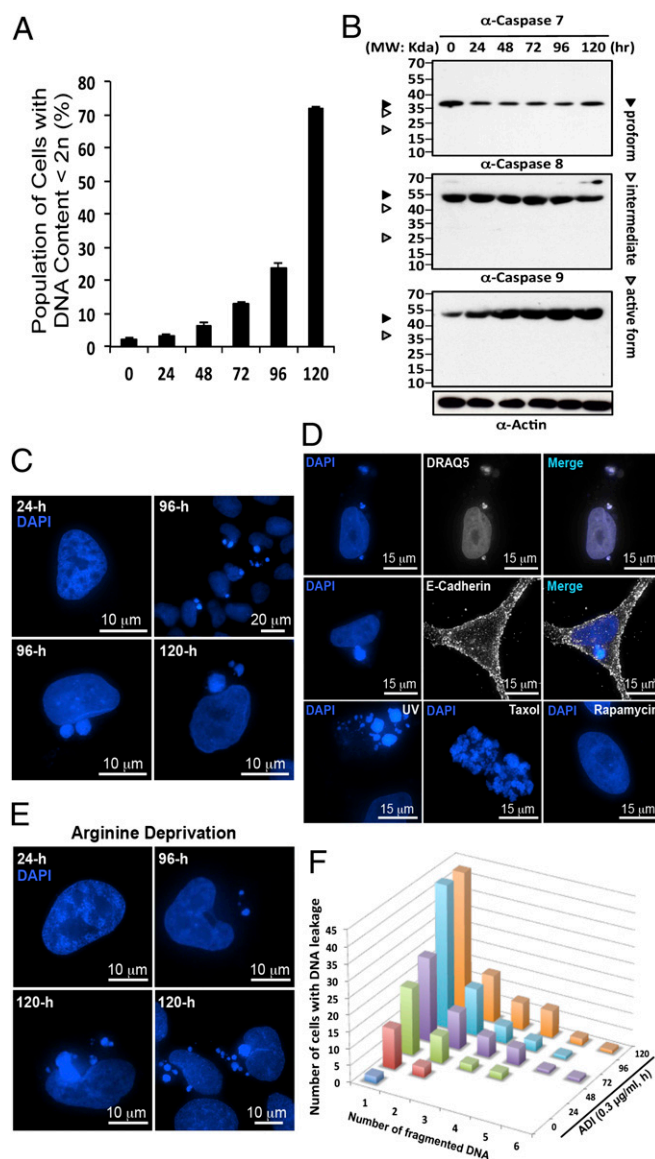 A
Population of Cells with
DNA Content < 2n (%)
80
70
60
50
40
30
20
10
0
0 24 48 72 96 120
B
α-Caspase 7
(MW: Kda) 0 24 48 72 96 120 (hr)
70
55
40
35
25
15
10
α-Caspase 8
70
55
40
35
25
15
10
α-Caspase 9
70
55
40
35
25
15
10
α-Actin
proform
intermediate
active form
C
24-h
DAPI
10 μm
96-h
20 μm
96-h
10 μm
120-h
10 μm
D
DAPI
15 μm
DRAQ5
15 μm
Merge
15 μm
DAPI
15 μm
E-Cadherin
15 μm
Merge
15 μm
DAPI UV
15 μm
DAPI Taxol
15 μm
DAPI Rapamycin
15 μm
E
Arginine Deprivation
24-h
DAPI
10 μm
96-h
10 μm
120-h
10 μm
120-h
10 μm
F
Number of cells with DNA leakage
45
40
35
30
25
20
15
10
5
0
1 2 3 4 5 6
Number of fragmented DNA
0 24 48 72 96 120
ADI (0.3 μg/ml, h)